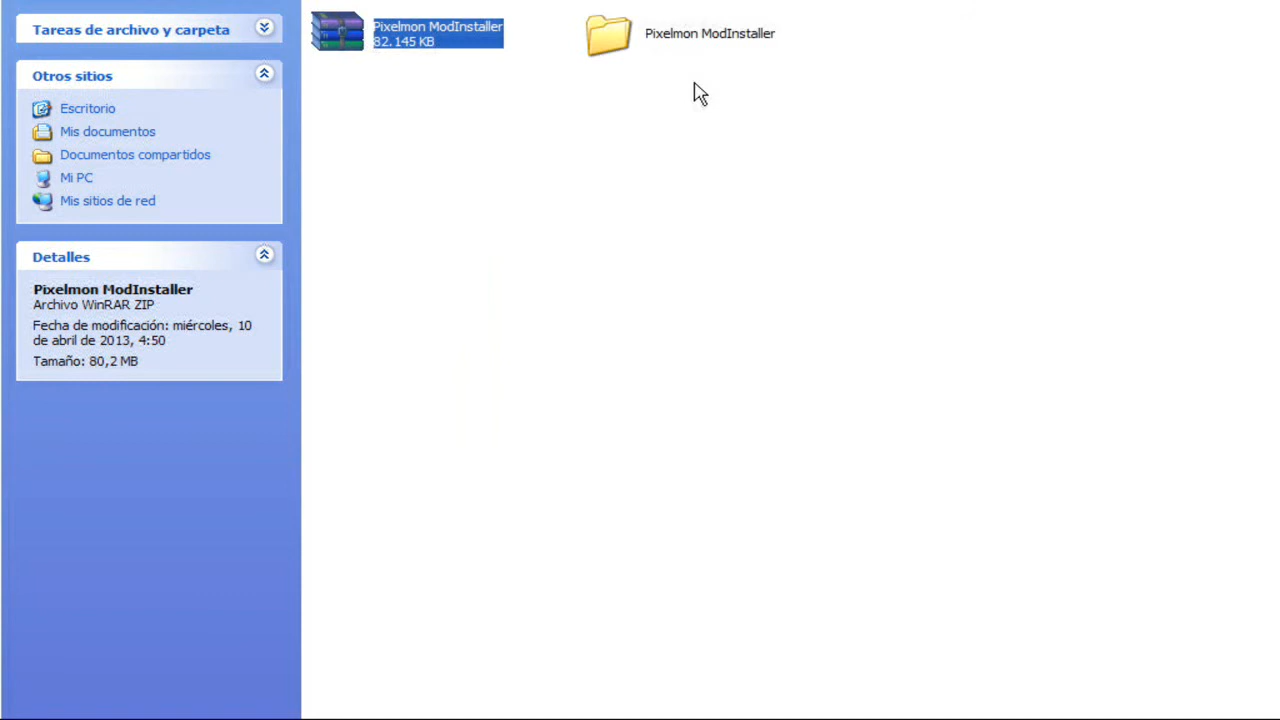 Tareas de archivo y carpeta
Otros sitios
Escritorio
Mis documentos
Documentos compartidos
Mi PC
Mis sitios de red
Detalles
Pixelmon ModInstaller
Archivo WinRAR ZIP
Fecha de modificación: miércoles, 10
de abril de 2013, 4:50
Tamaño: 80,2 MB
Pixelmon ModInstaller
82.145 KB
Pixelmon ModInstaller